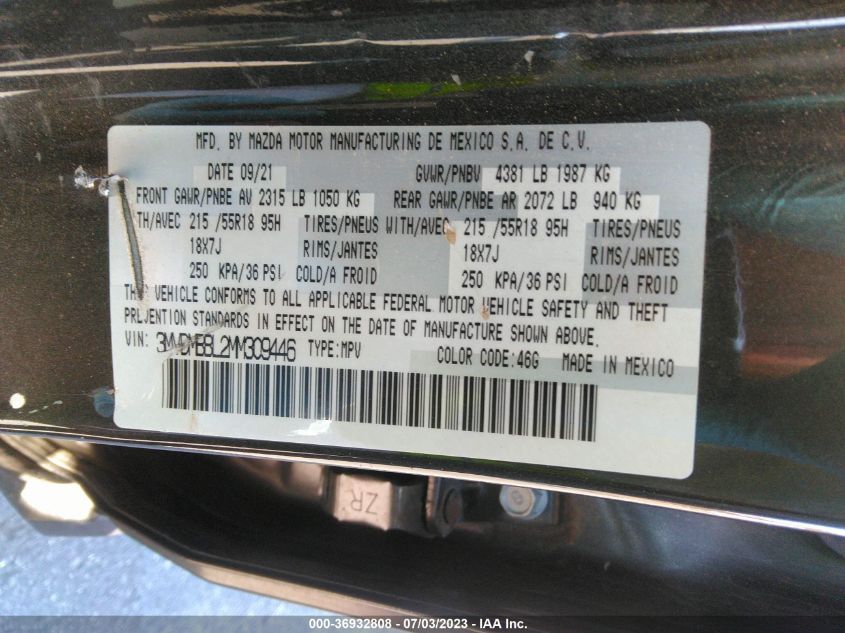 MFD. BY MAZDA MOTOR MANUFACTURING DE MEXICO S.A. DE C.V.
DATE 09/21 GVWR/PNBV 4381 LB 1987 KG
FRONT GAWR/PNBE AV 2315 LB 1050 KG REAR GAWR/PNBE AR 2072 LB 940 KG
TH/AVEC 215 /55R18 95H TIRES/PNEUS WITH/AVEC 215 /55R18 95H TIRES/PNEUS
18X7J RIMS/JANTES 18X7J RIMS/JANTES
250 KPA/36 PSI COLD/A FROID 250 KPA/36 PSI COLD/A FROID
THIS VEHICLE CONFORMS TO ALL APPLICABLE FEDERAL MOTOR VEHICLE SAFETY AND THEFT
PREVENTION STANDARDS IN EFFECT ON THE DATE OF MANUFACTURE SHOWN ABOVE.
VIN: 3MVDMBBL2MM309446 TYPE:MPV COLOR CODE:46G MADE IN MEXICO
ZR
000-36932808 - 07/03/2023 - IAA Inc.